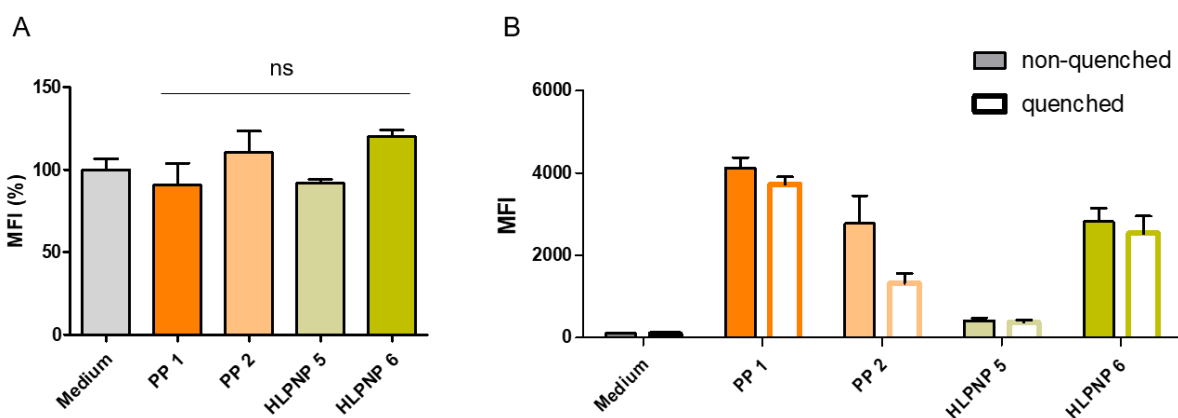 A
ns
150
100
50
0
MFI (%)
Medium
PP 1
PP 2
HLPNP 5
HLPNP 6
B
non-quenched
quenched
6000
4000
2000
0
MFI
Medium
PP 1
PP 2
HLPNP 5
HLPNP 6